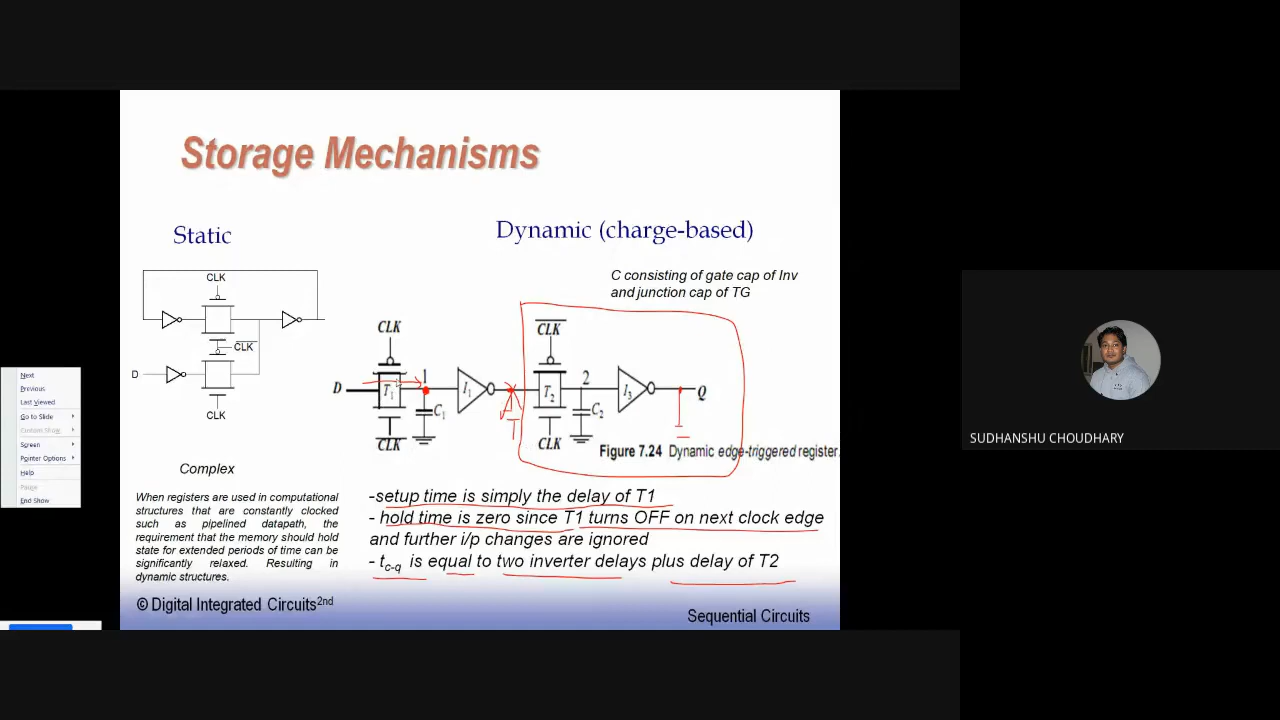 Storage Mechanisms
Static
Dynamic (charge-based)
C consisting of gate cap of Inv
and junction cap of TG
CLK
CLK
D
CLK
CLK
CLK
D
T1
1
I1
C1
T2
2
I3
C2
Q
CLK
CLK
Figure 7.24 Dynamic edge-triggered register.
Complex
When registers are used in computational
structures that are constantly clocked
such as pipelined datapath, the
requirement that the memory should hold
state for extended periods of time can be
significantly relaxed. Resulting in
dynamic structures.
-setup time is simply the delay of T1
- hold time is zero since T1 turns OFF on next clock edge
and further i/p changes are ignored
- tc-q is equal to two inverter delays plus delay of T2
© Digital Integrated Circuits2nd
Sequential Circuits
Next
Previous
Last Viewed
Go to Slide
Custom Show
Screen
Pointer Options
Help
Pause
End Show
SUDHANSHU CHOUDHARY